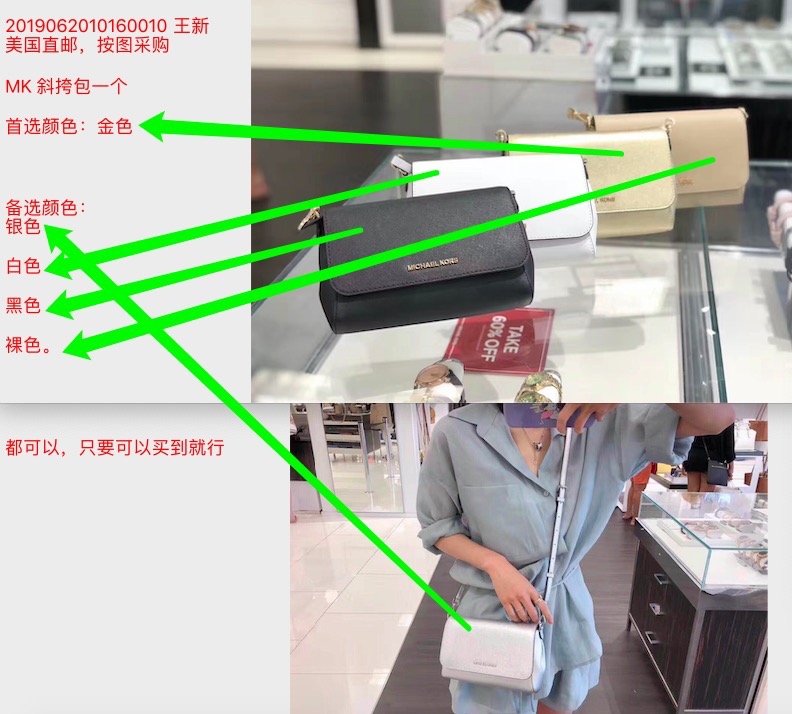 2019062010160010 王新
美国直邮，按图采购
MK 斜挎包一个
首选颜色：金色
备选颜色：
银色
白色
黑色
裸色。
都可以，只要可以买到就行
MICHAEL KORS
TAKE
60% OFF